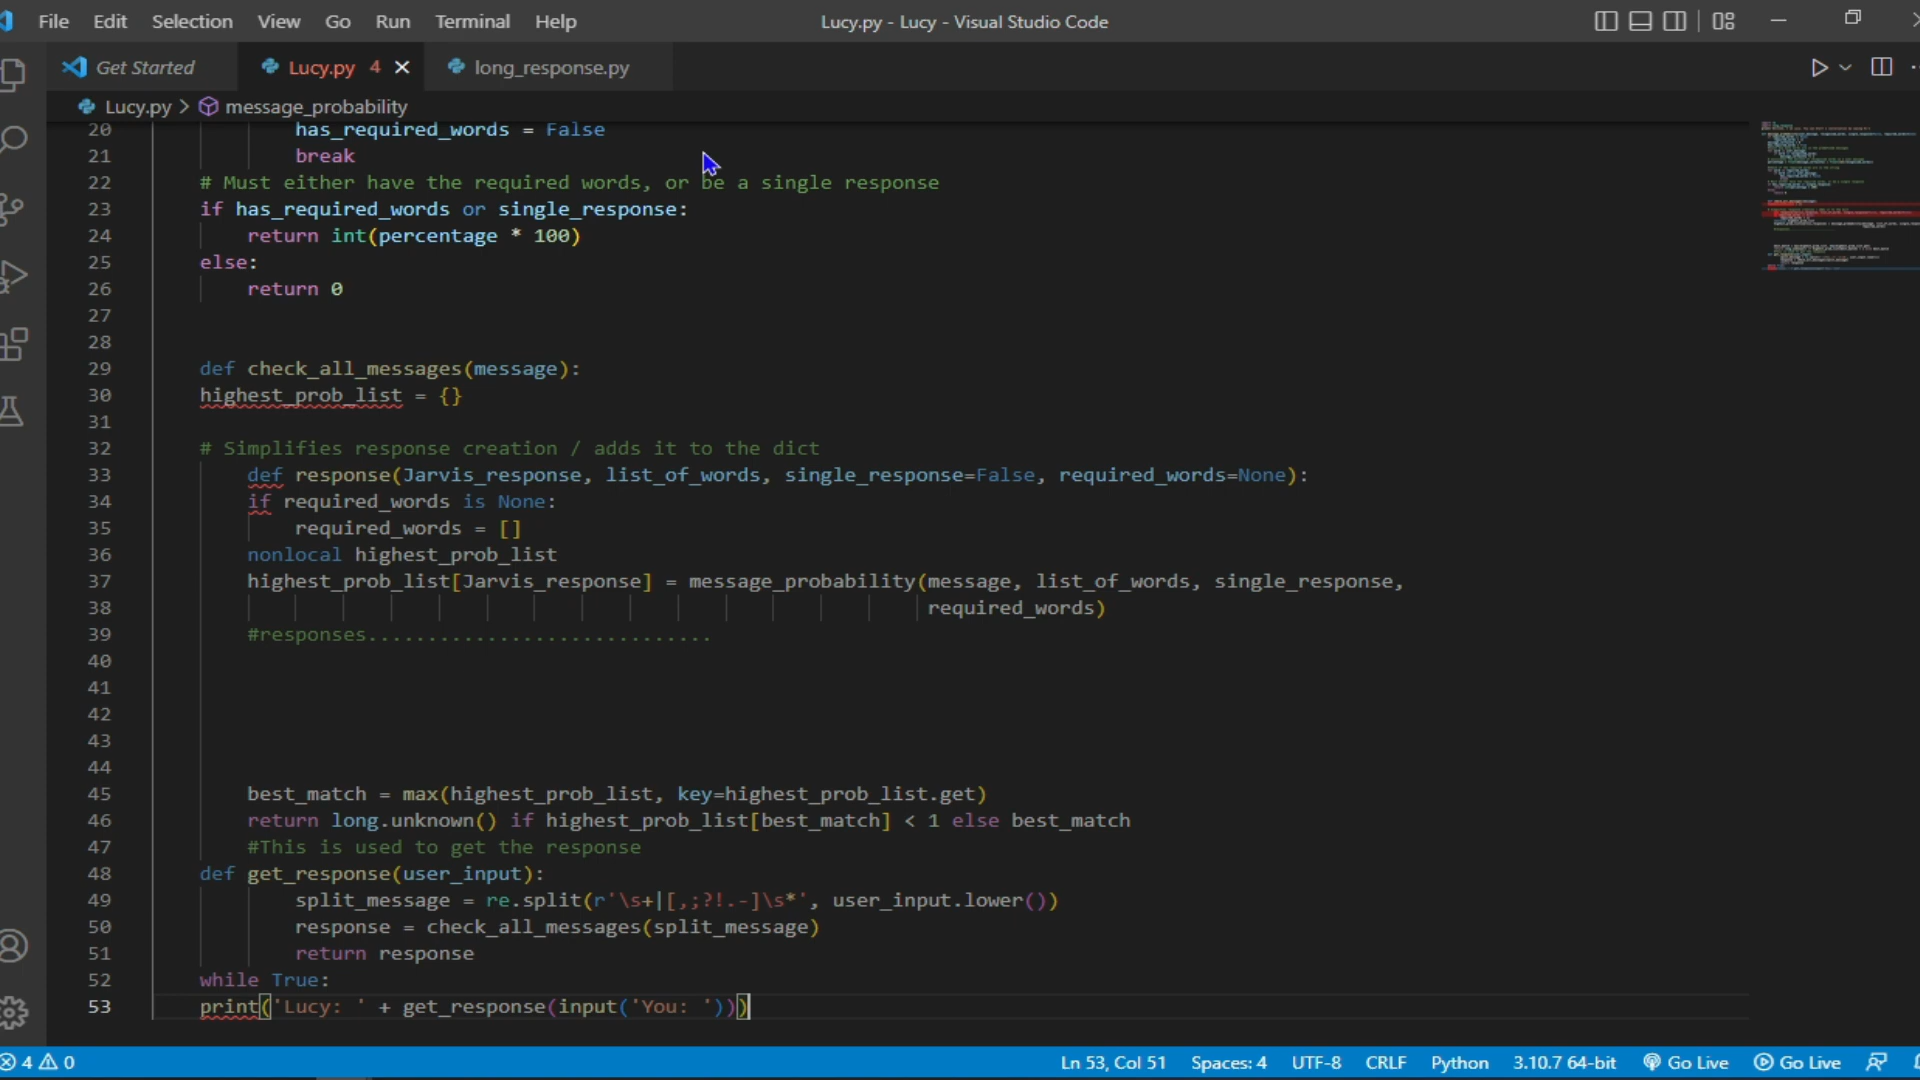 File Edit Selection View Go Run Terminal Help Lucy.py - Lucy - Visual Studio Code
Get Started Lucy.py 4 long_response.py
Lucy.py > message_probability
20 has_required_words = False
21 break
22 # Must either have the required words, or be a single response
23 if has_required_words or single_response:
24 return int(percentage * 100)
25 else:
26 return 0
27
28
29 def check_all_messages(message):
30 highest_prob_list = {}
31
32 # Simplifies response creation / adds it to the dict
33 def response(Jarvis_response, list_of_words, single_response=False, required_words=None):
34 if required_words is None:
35 required_words = []
36 nonlocal highest_prob_list
37 highest_prob_list[Jarvis_response] = message_probability(message, list_of_words, single_response,
38 required_words)
39 #responses.............................
40
41
42
43
44
45 best_match = max(highest_prob_list, key=highest_prob_list.get)
46 return long.unknown() if highest_prob_list[best_match] < 1 else best_match
47 #This is used to get the response
48 def get_response(user_input):
49 split_message = re.split(r'\s+|[,;?!.-]\s*', user_input.lower())
50 response = check_all_messages(split_message)
51 return response
52 while True:
53 print('Lucy: ' + get_response(input('You: ')))
4 0 Ln 53, Col 51 Spaces: 4 UTF-8 CRLF Python 3.10.7 64-bit Go Live Go Live